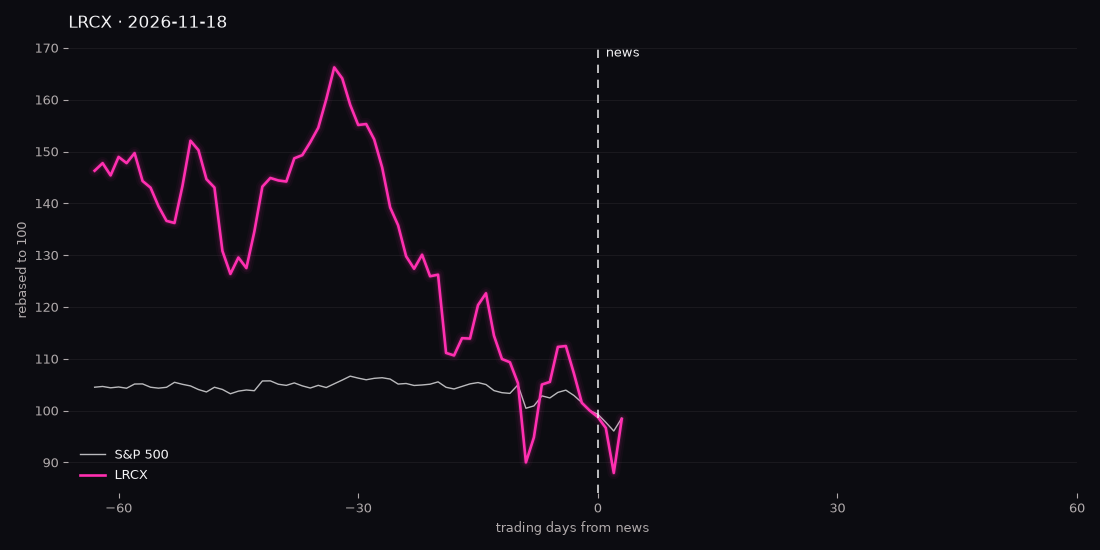 LRCX · 2026-11-18
news
rebased to 100
170
160
150
140
130
120
110
100
90
S&P 500
LRCX
−60
−30
0
30
60
trading days from news